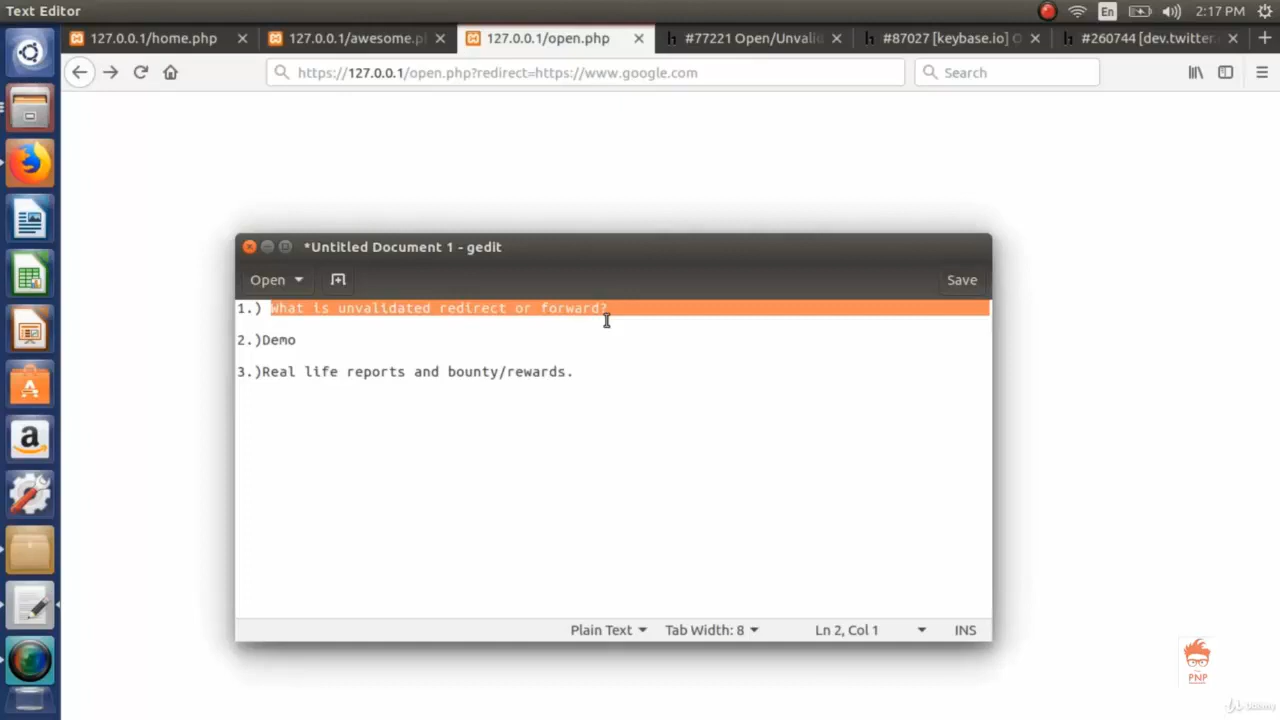 Text Editor
En
2:17 PM
127.0.0.1/home.php
127.0.0.1/awesome.p
127.0.0.1/open.php
#77221 Open/Unvali
#87027 [keybase.io]
#260744 [dev.twitter.
https://127.0.0.1/open.php?redirect=https://www.google.com
Search
*Untitled Document 1 - gedit
Open
Save
1.) What is unvalidated redirect or forward?
2.)Demo
3.)Real life reports and bounty/rewards.
Plain Text
Tab Width: 8
Ln 2, Col 1
INS
PNP
Udemy